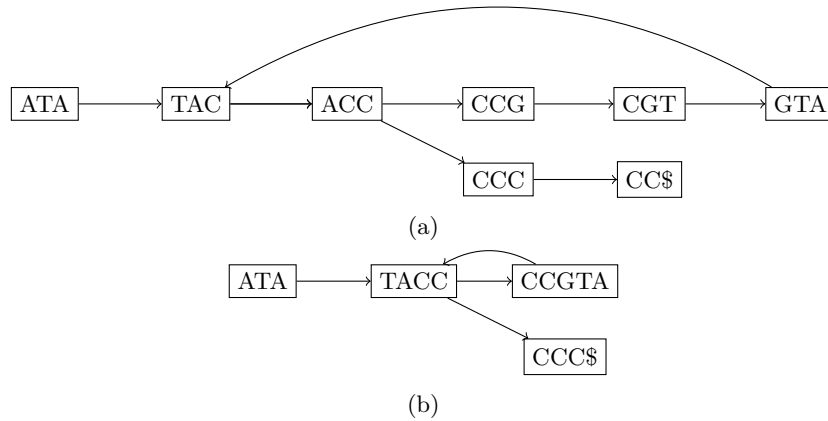 ATA TAC ACC CCG CGT GTA
CCC CC$
(a)
ATA TACC CCGTA
CCC$
(b)